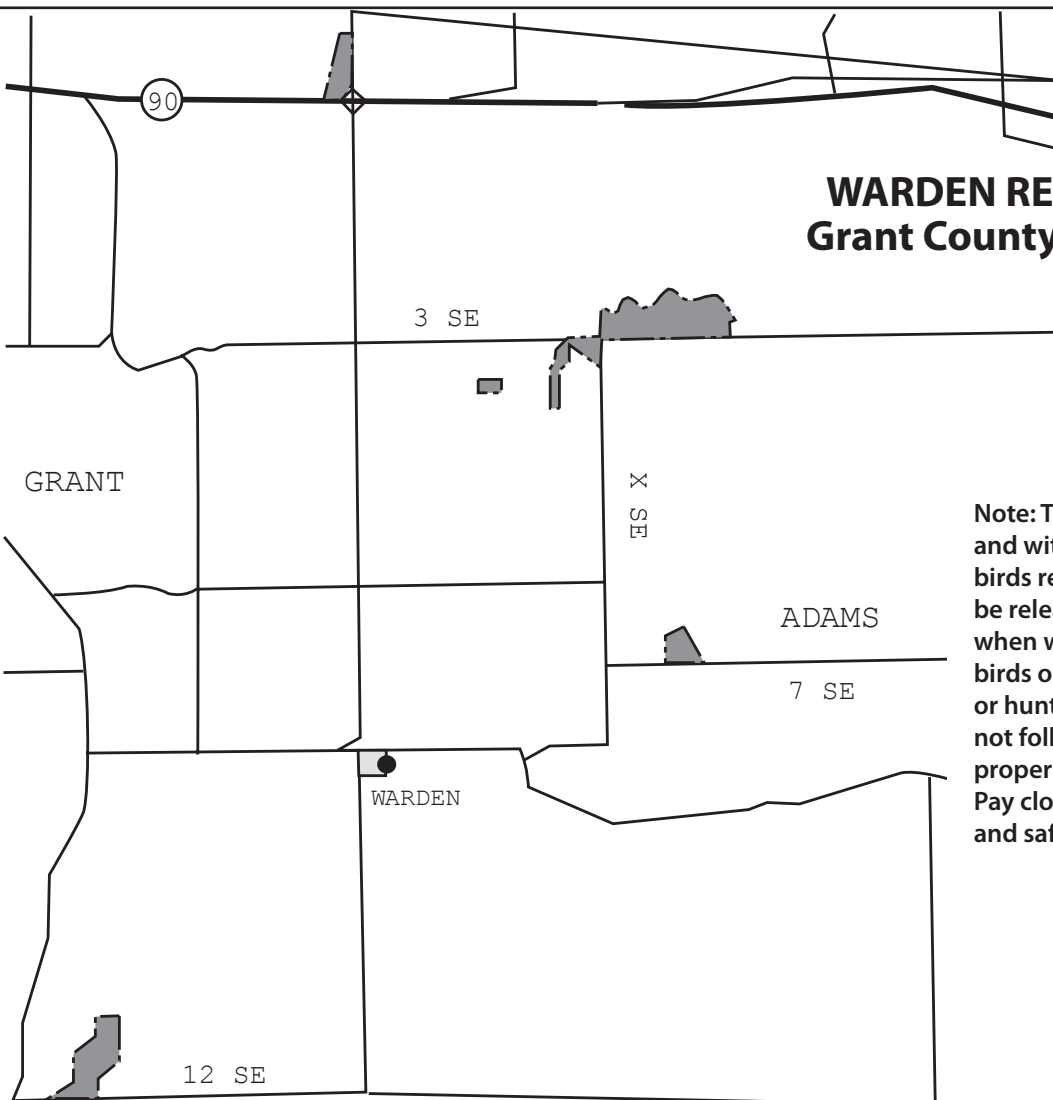 90
WARDEN RE
Grant County
3 SE
GRANT
X SE
Note: T
and wit
birds re
be relea
when w
birds o
or hunt
not foll
proper
Pay clo
and saf
ADAMS
7 SE
WARDEN
12 SE